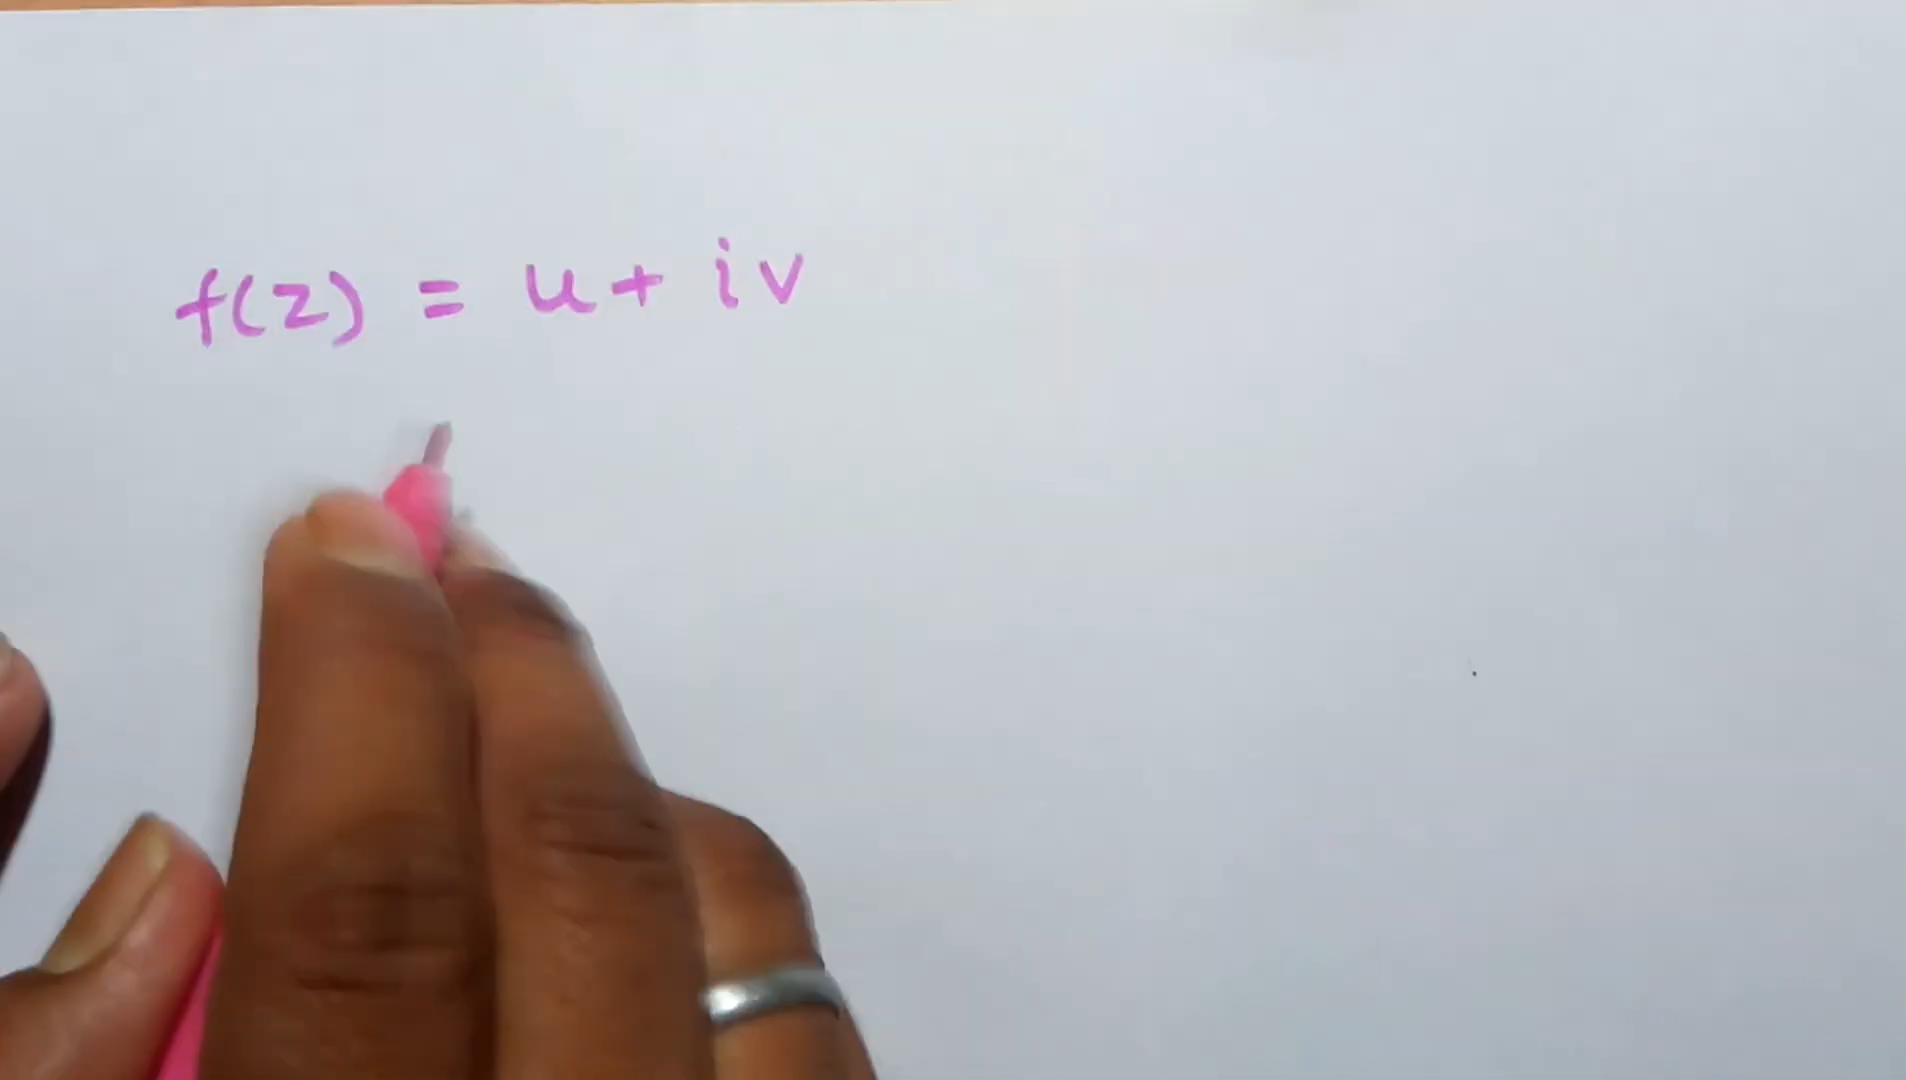 f(z) = u + iv